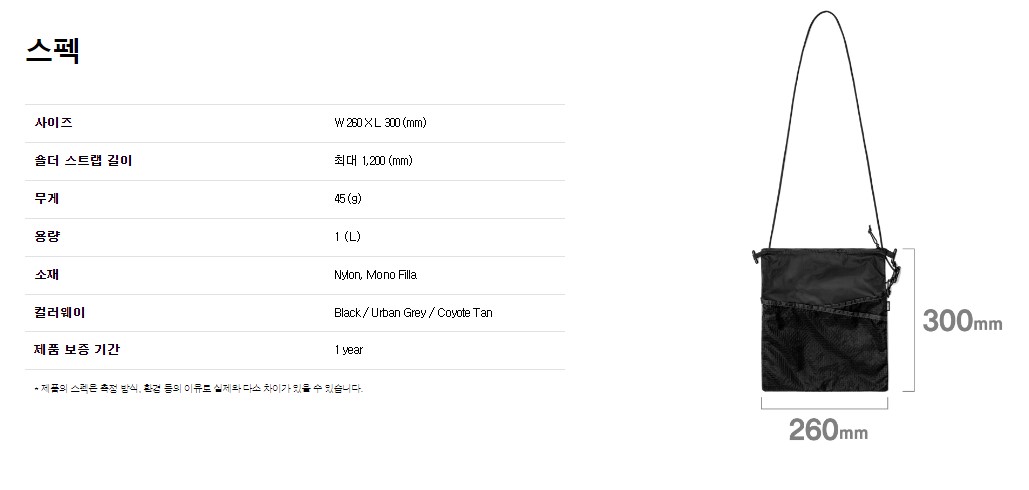 스펙
사이즈 W 260 X L 300 (mm)
숄더 스트랩 길이 최대 1,200 (mm)
무게 45 (g)
용량 1 (L)
소재 Nylon, Mono Filla
컬러웨이 Black / Urban Grey / Coyote Tan
제품 보증 기간 1 year
* 제품의 스펙은 측정 방식, 환경 등의 이유로 실제와 다소 차이가 있을 수 있습니다.
300mm
260mm